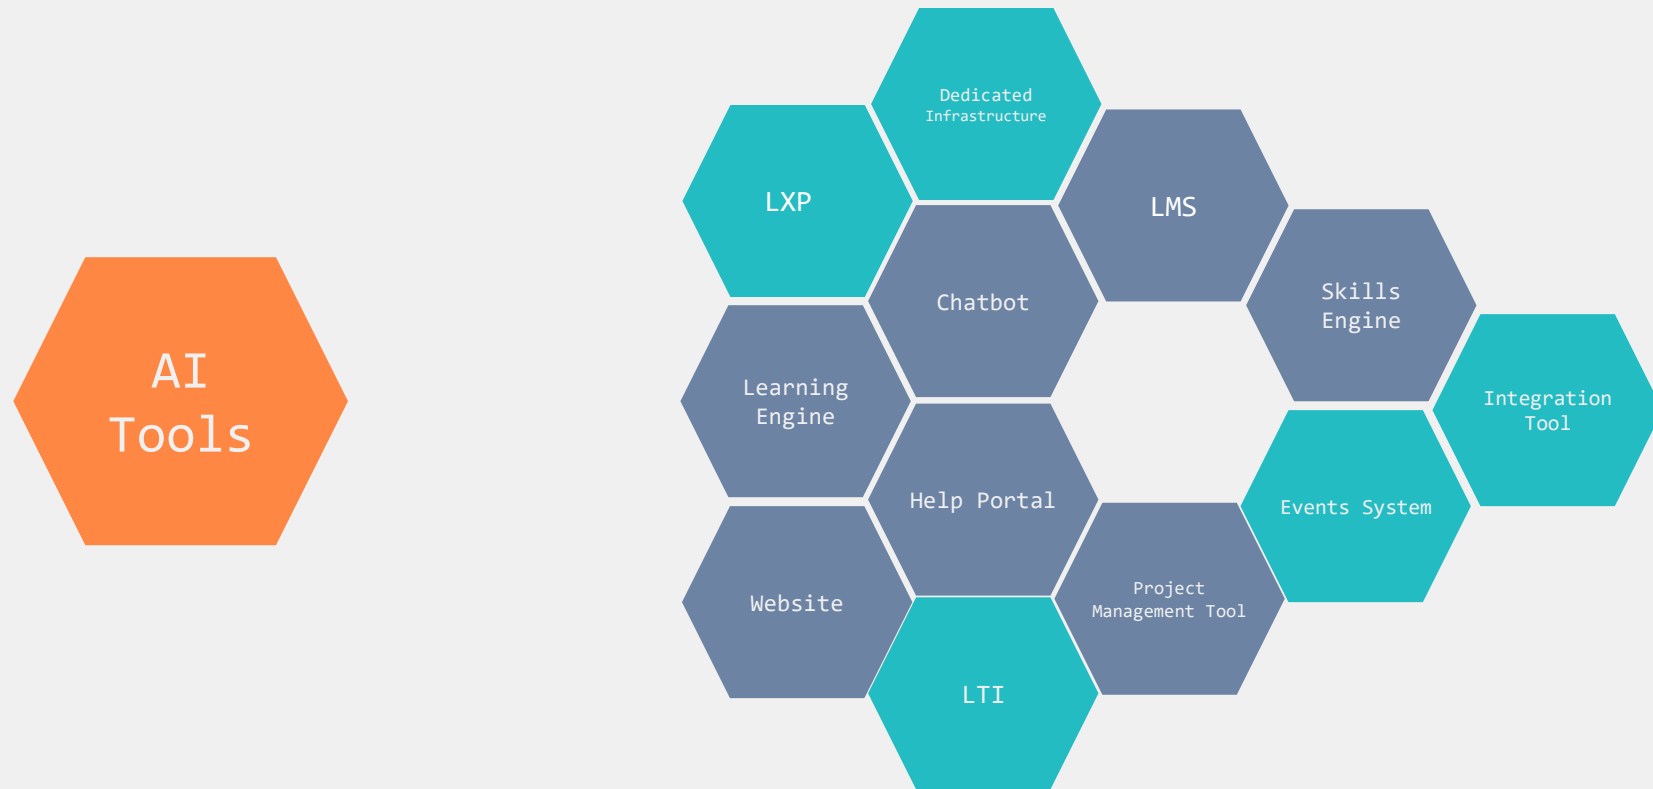 AI
Tools
Dedicated
Infrastructure
LXP
LMS
Chatbot
Skills
Engine
Learning
Engine
Integration
Tool
Help Portal
Events System
Website
Project
Management Tool
LTI